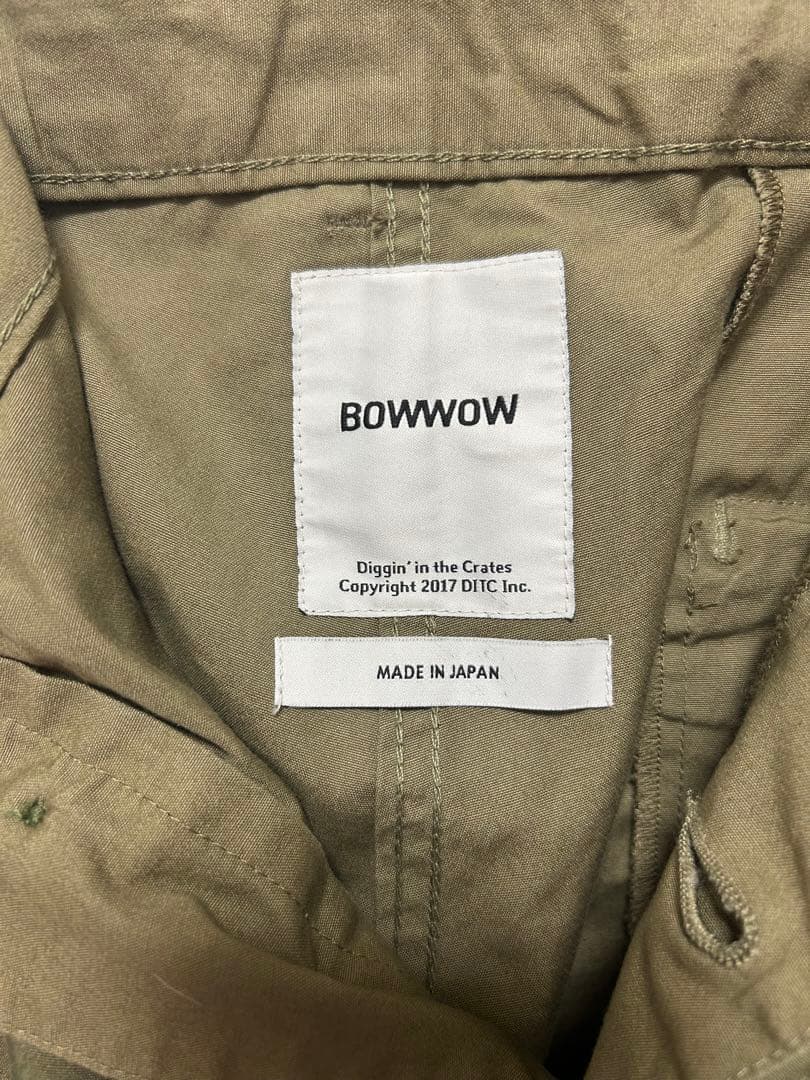 BOWWOW
Diggin' in the Crates
Copyright 2017 DITC Inc.
MADE IN JAPAN